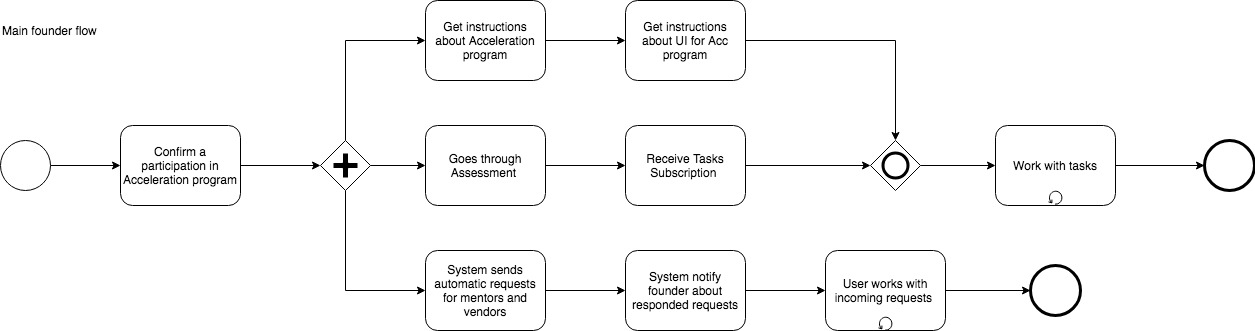 Main founder flow
Get instructions
about Acceleration
program
Get instructions
about UI for Acc
program
Confirm a
participation in
Acceleration program
Goes through
Assessment
Receive Tasks
Subscription
Work with tasks
System sends
automatic requests
for mentors and
vendors
System notify
founder about
responded requests
User works with
incoming requests